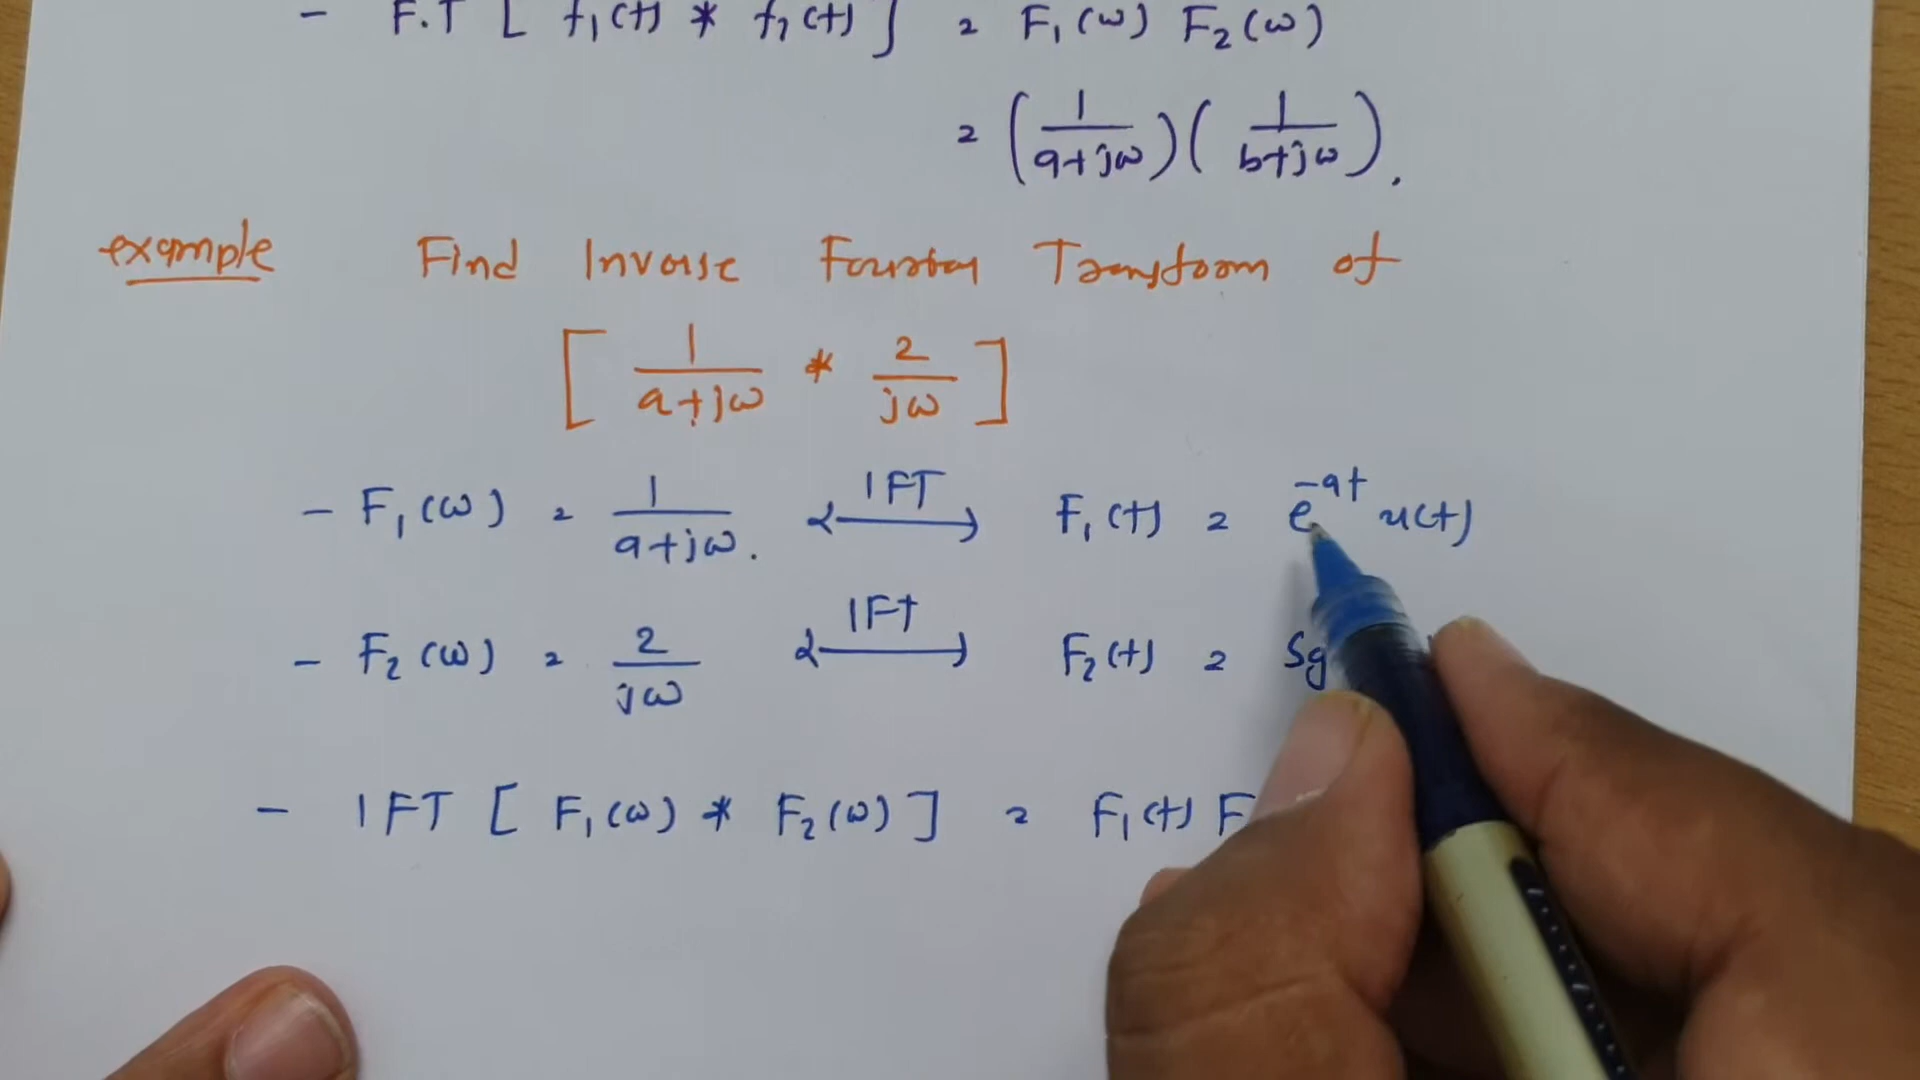 - F.T [ f₁(t) * f₂(t) ] = F₁(ω) F₂(ω)
= (1/(a+jω)) (1/(b+jω)).
example Find Inverse Fourier Transform of
[ 1/(a+jω) * 2/(jω) ]
- F₁(ω) = 1/(a+jω). ←IFT→ F₁(t) = e^(-at) u(t)
- F₂(ω) = 2/(jω) ←IFT→ F₂(t) = Sg
- IFT [ F₁(ω) * F₂(ω) ] = F₁(t) F